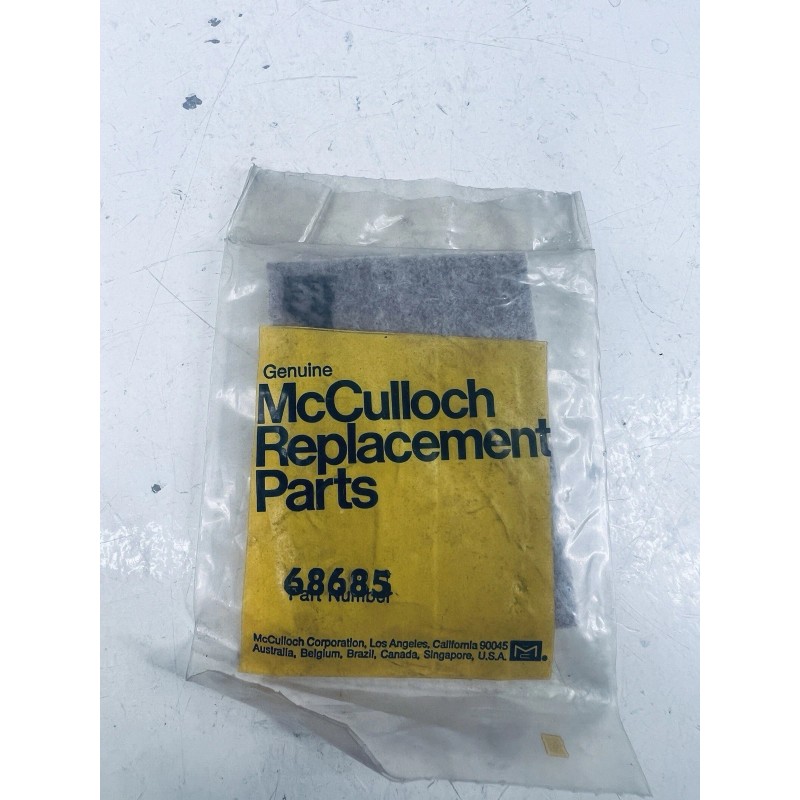 Genuine
McCulloch
Replacement
Parts
68685
Part Number
McCulloch Corporation, Los Angeles, California 90045
Australia, Belgium, Brazil, Canada, Singapore, U.S.A.